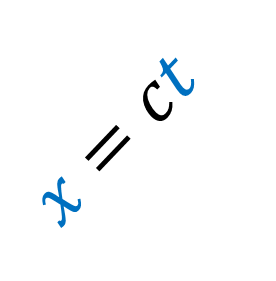 x = ct